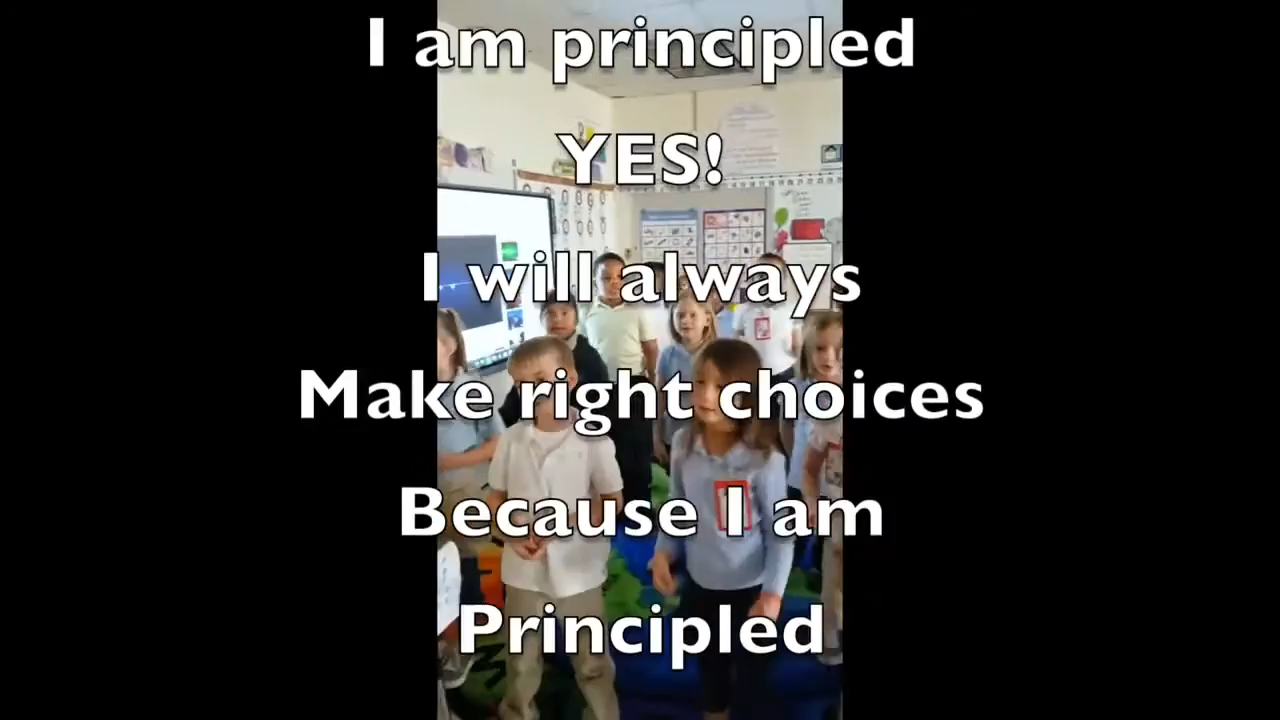 I am principled
YES!
I will always
Make right choices
Because I am
Principled